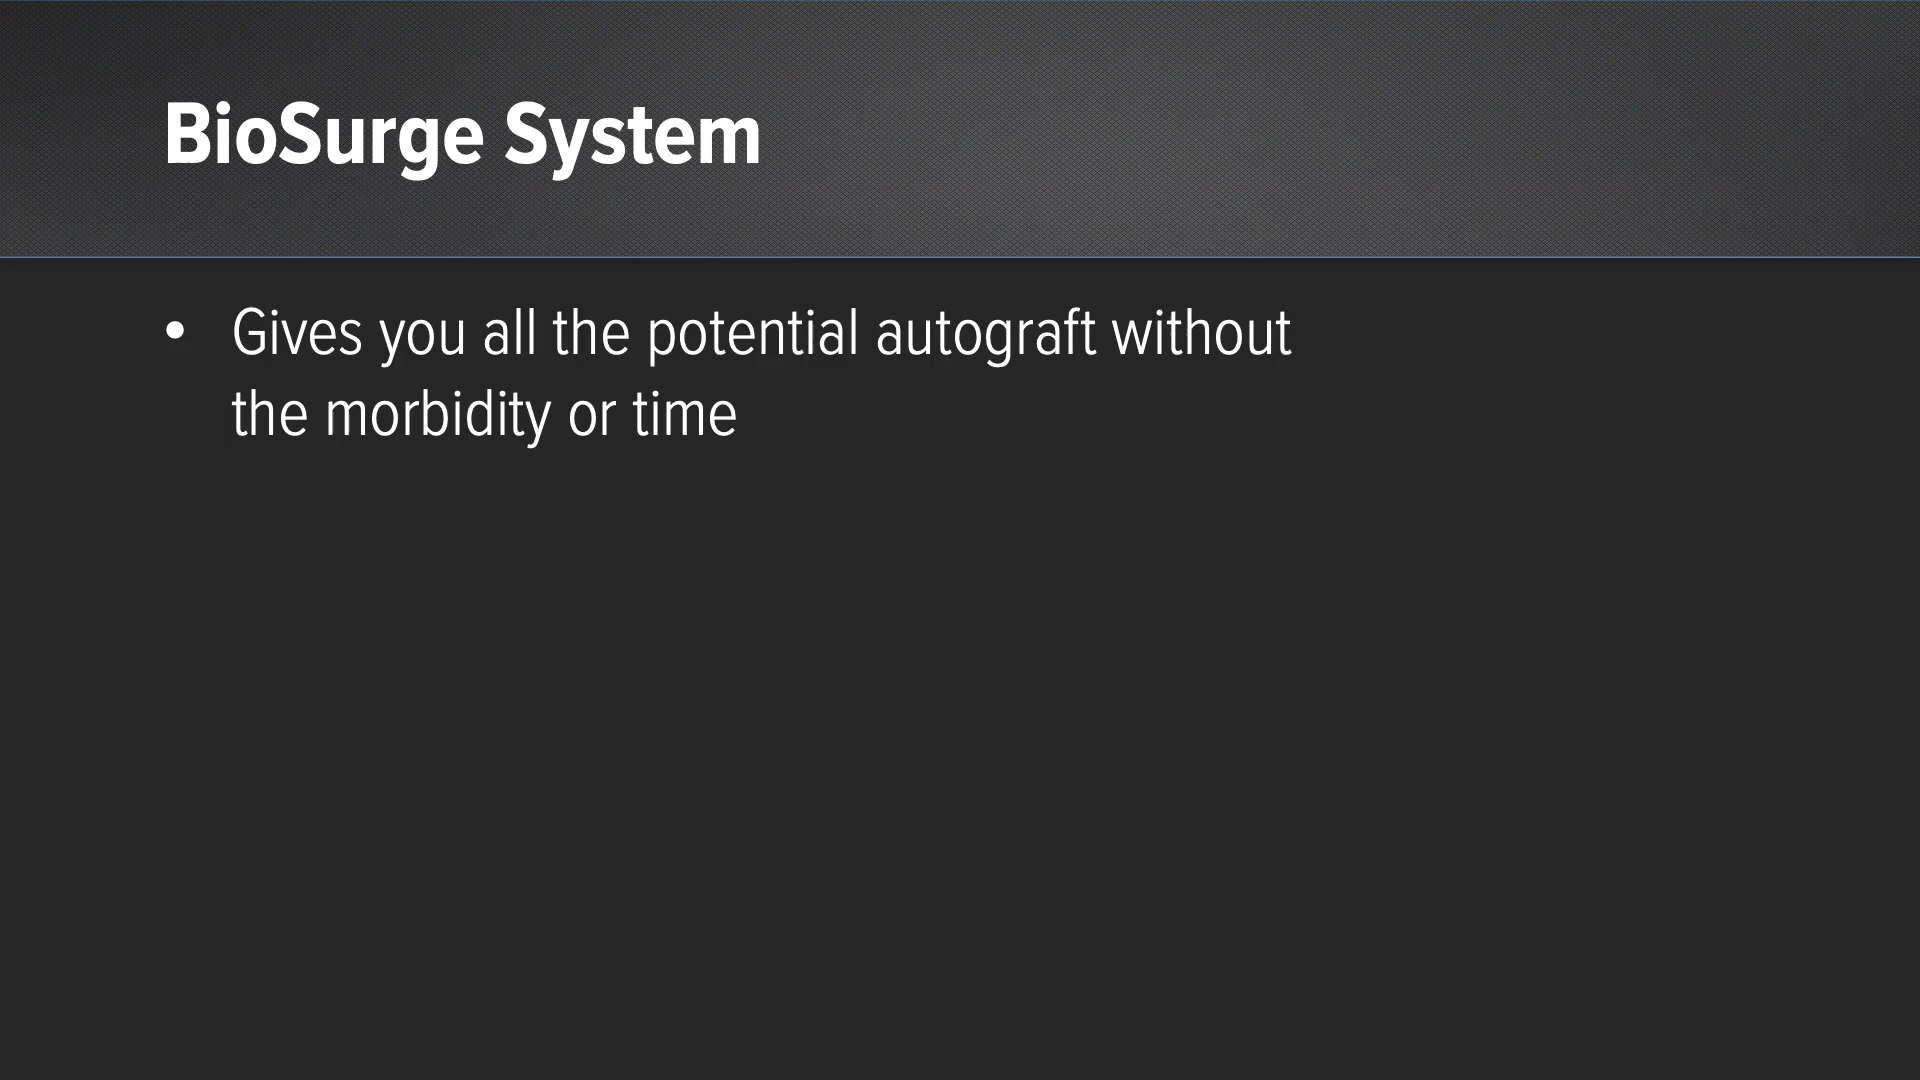 BioSurge System
• Gives you all the potential autograft without
the morbidity or time